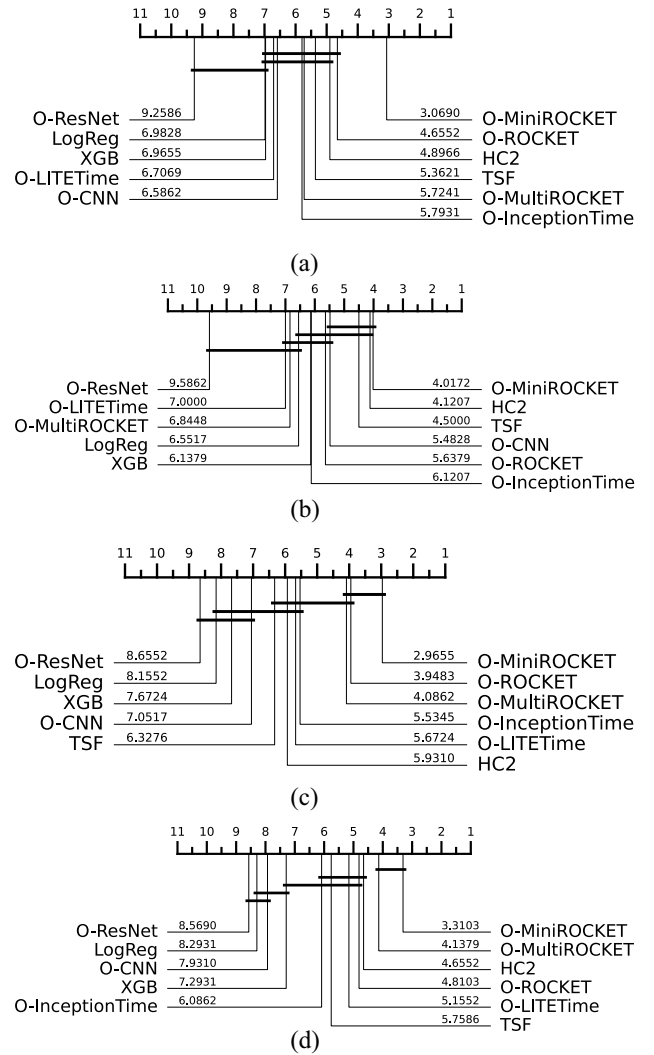 11 10 9 8 7 6 5 4 3 2 1
O-ResNet 9.2586 3.0690 O-MiniROCKET
LogReg 6.9828 4.6552 O-ROCKET
XGB 6.9655 4.8966 HC2
O-LITETime 6.7069 5.3621 TSF
O-CNN 6.5862 5.7241 O-MultiROCKET
5.7931 O-InceptionTime
(a)
11 10 9 8 7 6 5 4 3 2 1
O-ResNet 9.5862 4.0172 O-MiniROCKET
O-LITETime 7.0000 4.1207 HC2
O-MultiROCKET 6.8448 4.5000 TSF
LogReg 6.5517 5.4828 O-CNN
XGB 6.1379 5.6379 O-ROCKET
6.1207 O-InceptionTime
(b)
11 10 9 8 7 6 5 4 3 2 1
O-ResNet 8.6552 2.9655 O-MiniROCKET
LogReg 8.1552 3.9483 O-ROCKET
XGB 7.6724 4.0862 O-MultiROCKET
O-CNN 7.0517 5.5345 O-InceptionTime
TSF 6.3276 5.6724 O-LITETime
5.9310 HC2
(c)
11 10 9 8 7 6 5 4 3 2 1
O-ResNet 8.5690 3.3103 O-MiniROCKET
LogReg 8.2931 4.1379 O-MultiROCKET
O-CNN 7.9310 4.6552 HC2
XGB 7.2931 4.8103 O-ROCKET
O-InceptionTime 6.0862 5.1552 O-LITETime
5.7586 TSF
(d)